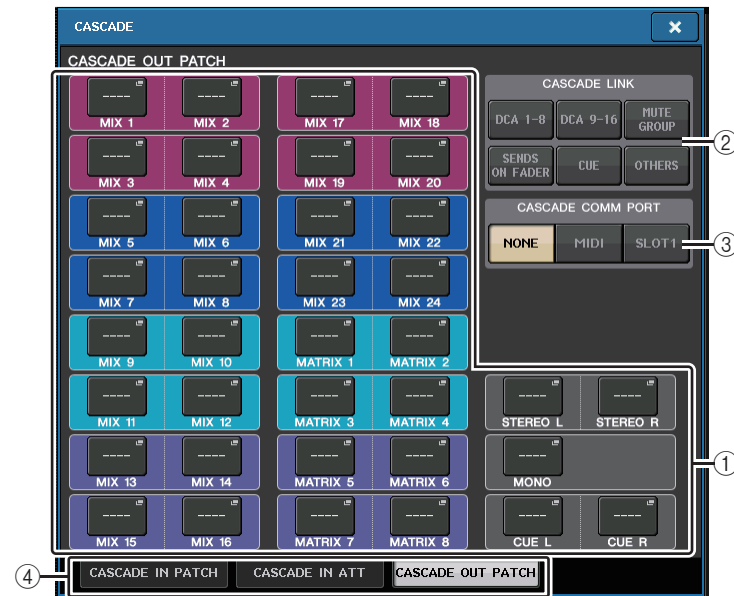 CASCADE
×
CASCADE OUT PATCH
---- ---- ---- ----
MIX 1 MIX 2 MIX 17 MIX 18
---- ---- ---- ----
MIX 3 MIX 4 MIX 19 MIX 20
---- ---- ---- ----
MIX 5 MIX 6 MIX 21 MIX 22
---- ---- ---- ----
MIX 7 MIX 8 MIX 23 MIX 24
---- ---- ---- ----
MIX 9 MIX 10 MATRIX 1 MATRIX 2
---- ---- ---- ----
MIX 11 MIX 12 MATRIX 3 MATRIX 4
---- ---- ---- ----
MIX 13 MIX 14 MATRIX 5 MATRIX 6
---- ---- ---- ----
MIX 15 MIX 16 MATRIX 7 MATRIX 8
CASCADE LINK
DCA 1-8 DCA 9-16 MUTE GROUP
SENDS ON FADER CUE OTHERS
②
CASCADE COMM PORT
NONE MIDI SLOT1
③
---- ----
STEREO L STEREO R
----
MONO
①
---- ----
CUE L CUE R
④
CASCADE IN PATCH CASCADE IN ATT CASCADE OUT PATCH